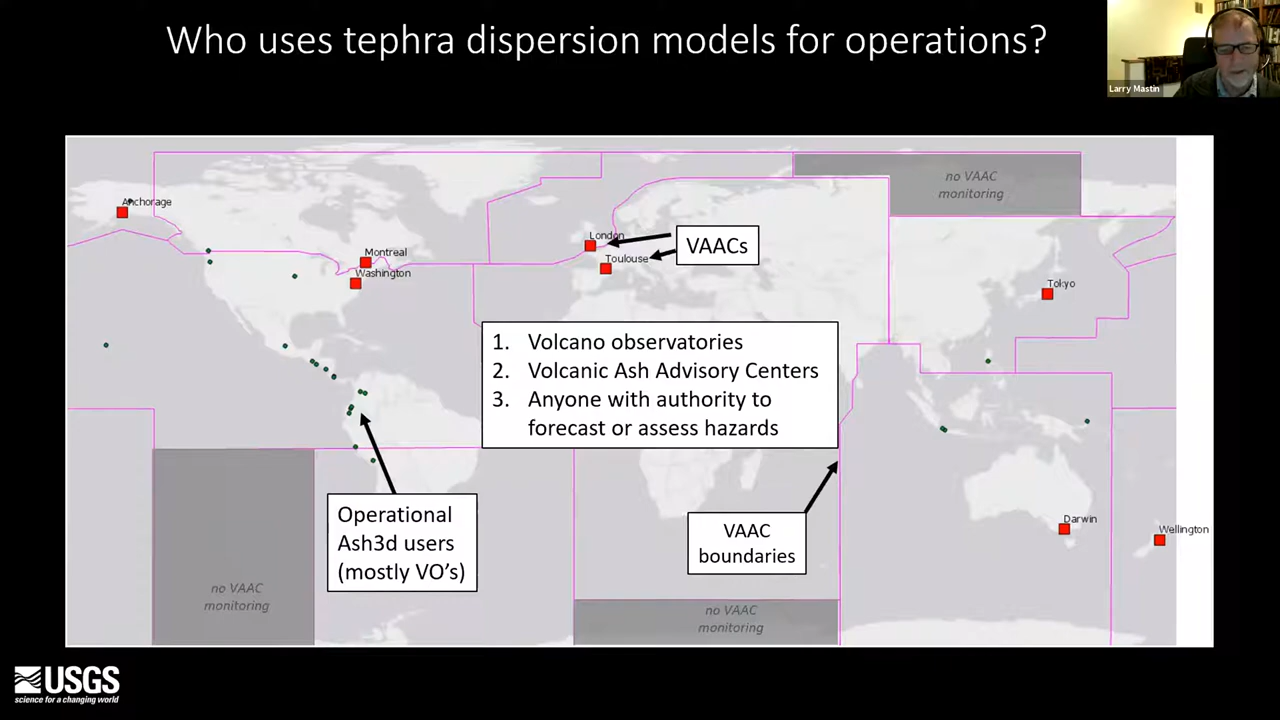 Who uses tephra dispersion models for operations?
Larry Mastin
no VAAC
monitoring
Anchorage
London
VAACs
Montreal
Toulouse
Washington
Tokyo
1. Volcano observatories
2. Volcanic Ash Advisory Centers
3. Anyone with authority to
forecast or assess hazards
Operational
Ash3d users
(mostly VO's)
VAAC
boundaries
Darwin
Wellington
no VAAC
monitoring
no VAAC
monitoring
USGS
science for a changing world